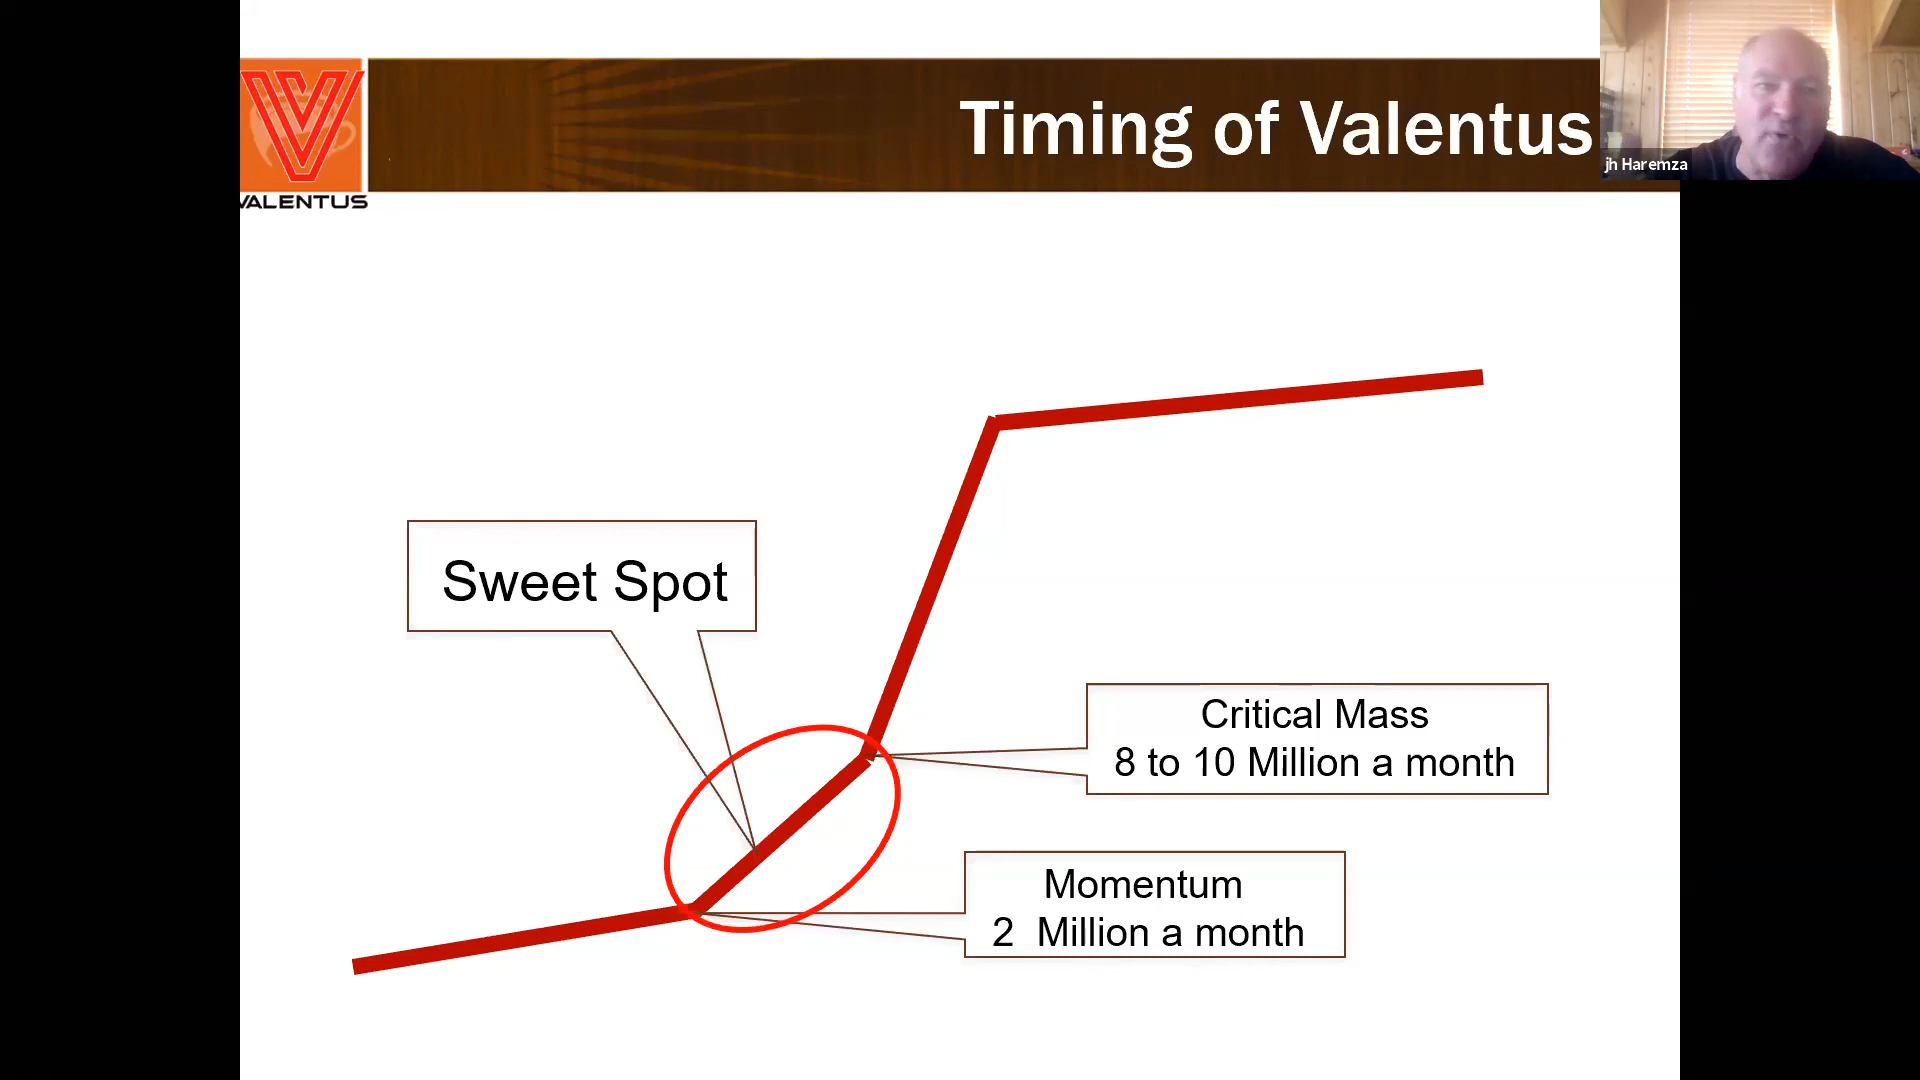 Timing of Valentus
jh Haremza
VALENTUS
Sweet Spot
Critical Mass
8 to 10 Million a month
Momentum
2 Million a month